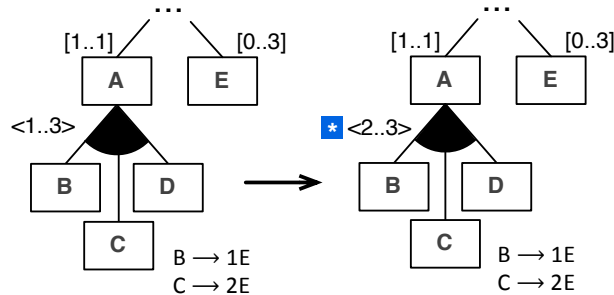 ...
[1..1] [0..3]
A E
<1..3>
B D
C
B → 1E
C → 2E
...
[1..1] [0..3]
A E
* <2..3>
B D
C
B → 1E
C → 2E